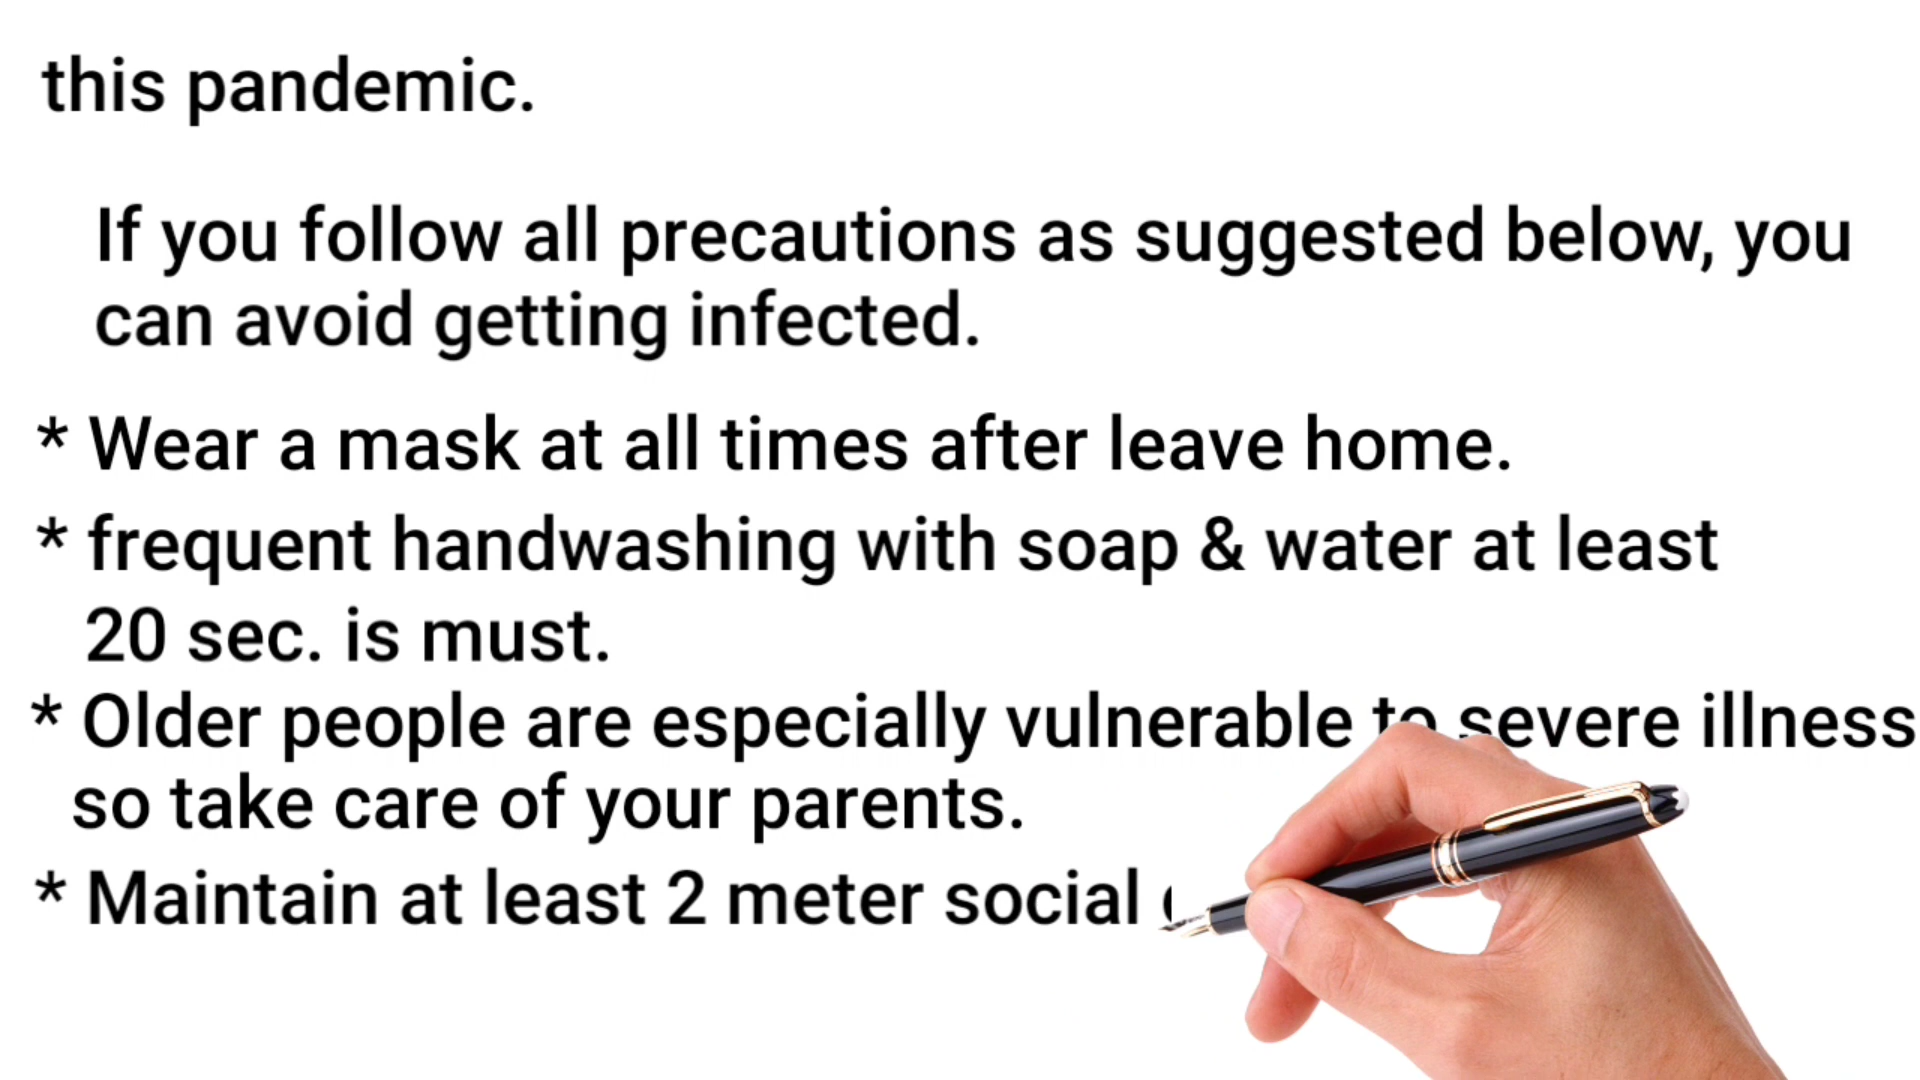 this pandemic.
If you follow all precautions as suggested below, you
can avoid getting infected.
* Wear a mask at all times after leave home.
* frequent handwashing with soap & water at least
20 sec. is must.
* Older people are especially vulnerable to severe illness
so take care of your parents.
* Maintain at least 2 meter social